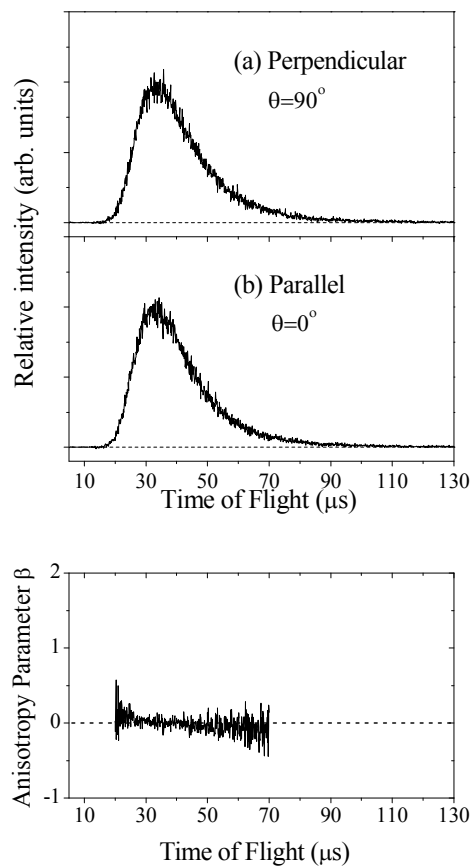 Relative intensity (arb. units)
(a) Perpendicular
θ=90°
(b) Parallel
θ=0°
10 30 50 70 90 110 130
Time of Flight (μs)
Anisotropy Parameter β
2
1
0
-1
10 30 50 70 90 110 130
Time of Flight (μs)